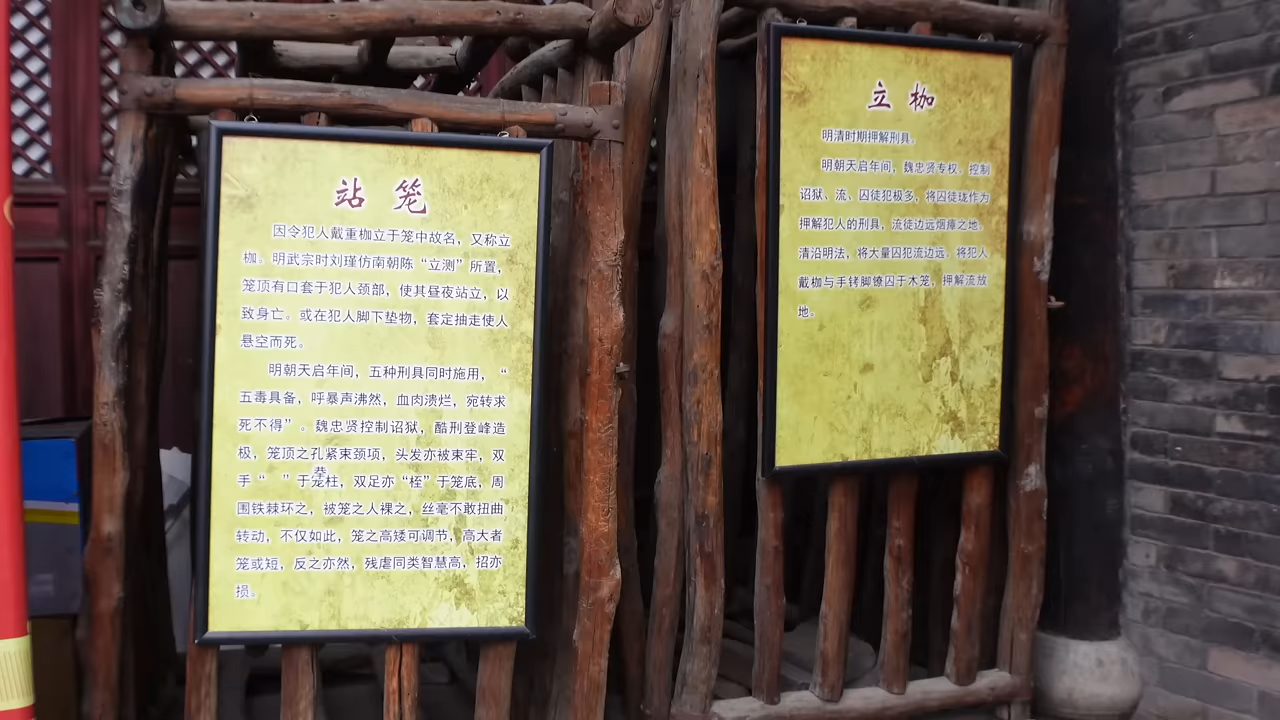 站笼
因令犯人戴重枷立于笼中故名，又称立
枷。明武宗时刘瑾仿南朝陈“立测”所置，
笼顶有口套于犯人颈部，使其昼夜站立，以
致身亡。或在犯人脚下垫物，套定抽走使人
悬空而死。
明朝天启年间，五种刑具同时施用，“
五毒具备，呼暴声沸然，血肉溃烂，宛转求
死不得”。魏忠贤控制诏狱，酷刑登峰造
极，笼顶之孔紧束颈项，头发亦被束牢，双
手“ ”于笼柱，双足亦“桎”于笼底，周
围铁棘环之，被笼之人裸之，丝毫不敢扭曲
转动，不仅如此，笼之高矮可调节，高大者
笼或短，反之亦然，残虐同类智慧高，招亦
损。
立枷
明清时期押解刑具。
明朝天启年间，魏忠贤专权，控制
诏狱、流、囚徒犯极多，将囚徒珑作为
押解犯人的刑具，流徒边远烟瘴之地。
清沿明法，将大量囚犯流边远，将犯人
戴枷与手铐脚镣囚于木笼，押解流放
地。